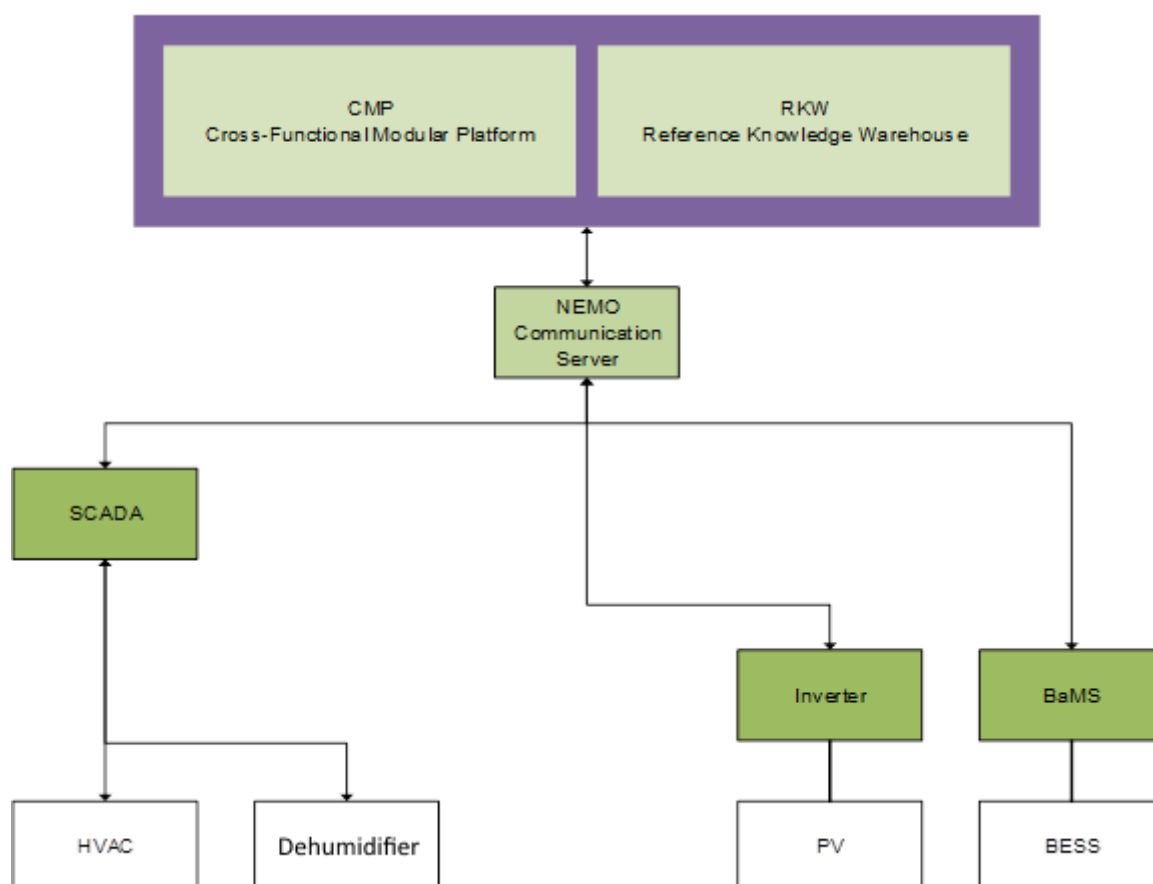 CMP
Cross-Functional Modular Platform
RKW
Reference Knowledge Warehouse
NEMO
Communication
Server
SCADA
Inverter
BaMS
HVAC
Dehumidifier
PV
BESS